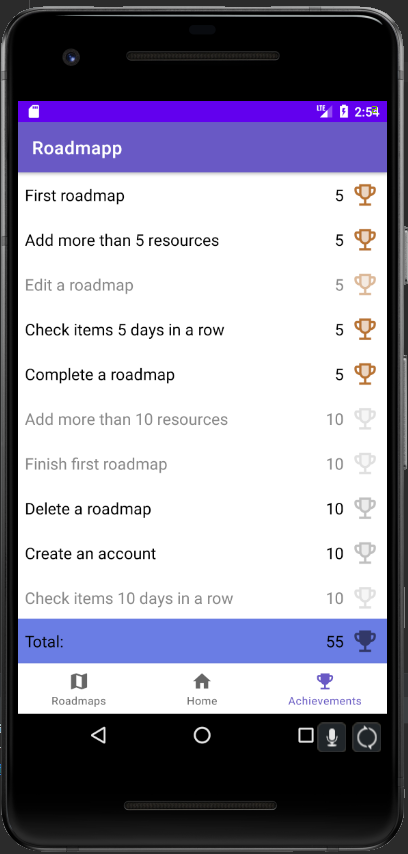 LTE 2:54
Roadmapp
First roadmap 5
Add more than 5 resources 5
Edit a roadmap 5
Check items 5 days in a row 5
Complete a roadmap 5
Add more than 10 resources 10
Finish first roadmap 10
Delete a roadmap 10
Create an account 10
Check items 10 days in a row 10
Total: 55
Roadmaps Home Achievements